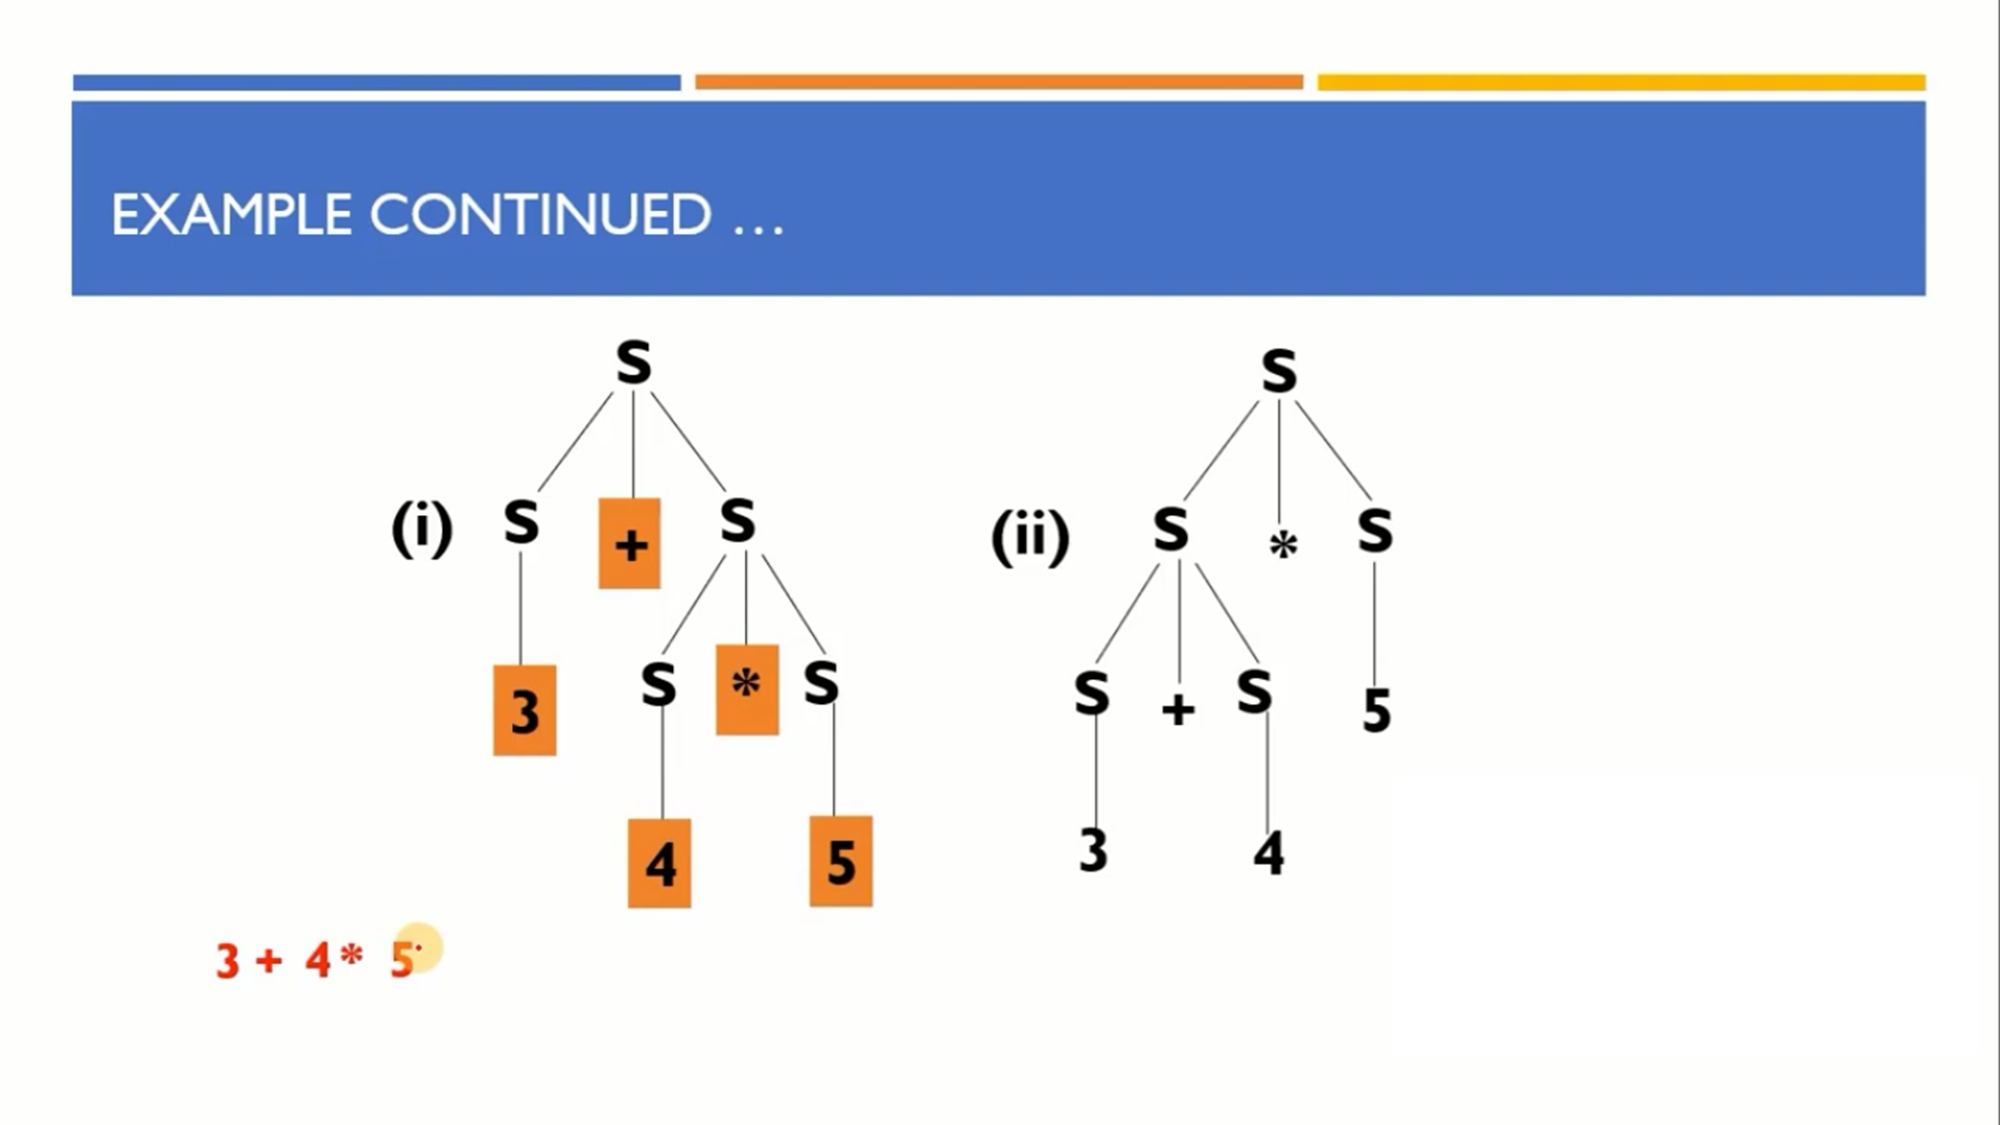 EXAMPLE CONTINUED ...
S
S
(i) S + S
(ii) S * S
S * S
S + S
3
5
4
5
3
4
3 + 4 * 5